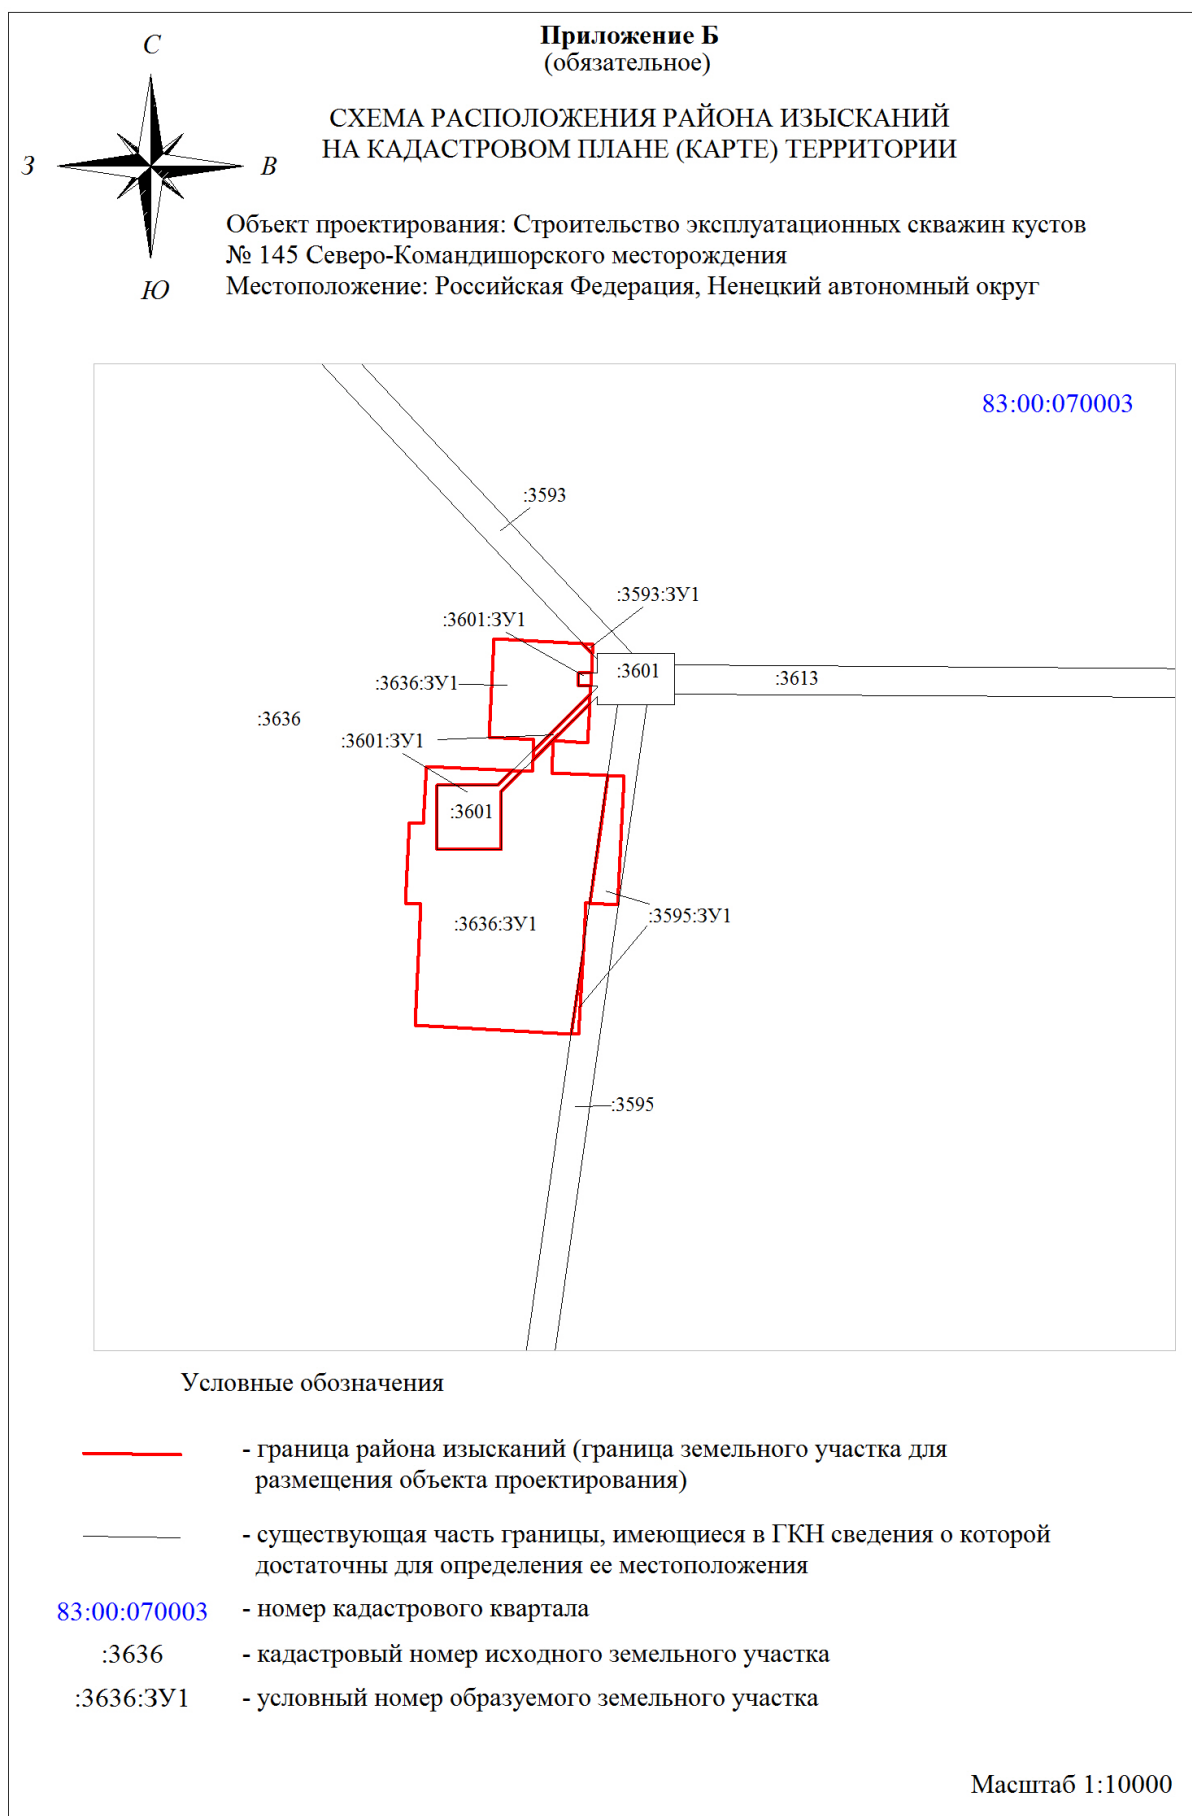 Приложение Б
(обязательное)
С
З
В
Ю
СХЕМА РАСПОЛОЖЕНИЯ РАЙОНА ИЗЫСКАНИЙ
НА КАДАСТРОВОМ ПЛАНЕ (КАРТЕ) ТЕРРИТОРИИ
Объект проектирования: Строительство эксплуатационных скважин кустов
№ 145 Северо-Командишорского месторождения
Местоположение: Российская Федерация, Ненецкий автономный округ
83:00:070003
:3593
:3593:ЗУ1
:3601:ЗУ1
:3601
:3613
:3636:ЗУ1
:3636
:3601:ЗУ1
:3601
:3595:ЗУ1
:3636:ЗУ1
:3595
Условные обозначения
- граница района изысканий (граница земельного участка для
размещения объекта проектирования)
- существующая часть границы, имеющиеся в ГКН сведения о которой
достаточны для определения ее местоположения
83:00:070003 - номер кадастрового квартала
:3636 - кадастровый номер исходного земельного участка
:3636:ЗУ1 - условный номер образуемого земельного участка
Масштаб 1:10000